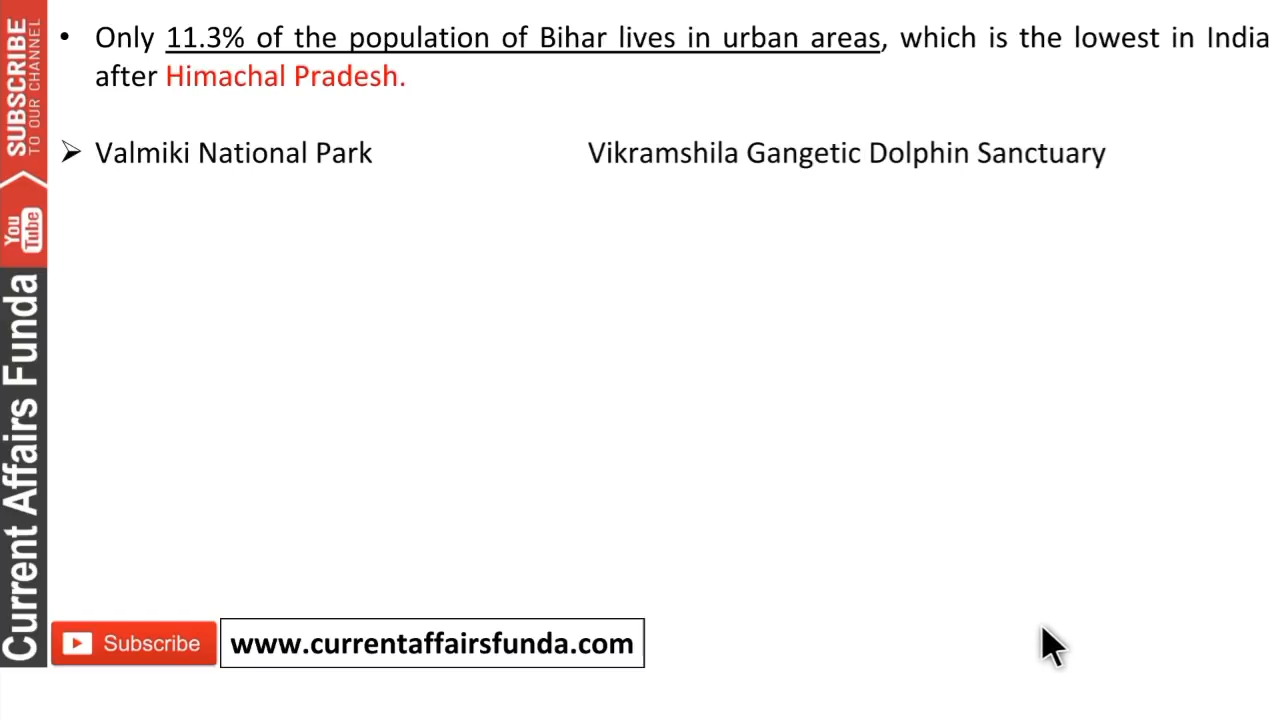 • Only 11.3% of the population of Bihar lives in urban areas, which is the lowest in India
after Himachal Pradesh.
➢ Valmiki National Park Vikramshila Gangetic Dolphin Sanctuary
SUBSCRIBE
TO OUR CHANNEL
You
Tube
Current Affairs Funda
Subscribe
www.currentaffairsfunda.com